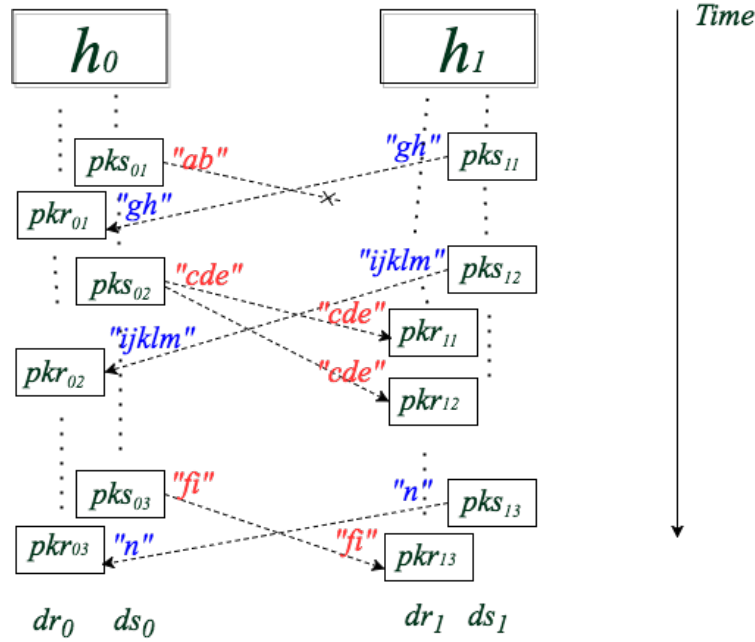 Time
h0 h1
"ab" "gh"
pks01 pks11
pkr01 "gh"
"cde" "ijklm"
pks02 pks12
"cde"
pkr11
"ijklm"
pkr02 "cde"
pkr12
pks03 "fi" "n" pks13
pkr03 "n" "fi" pkr13
dr0 ds0 dr1 ds1